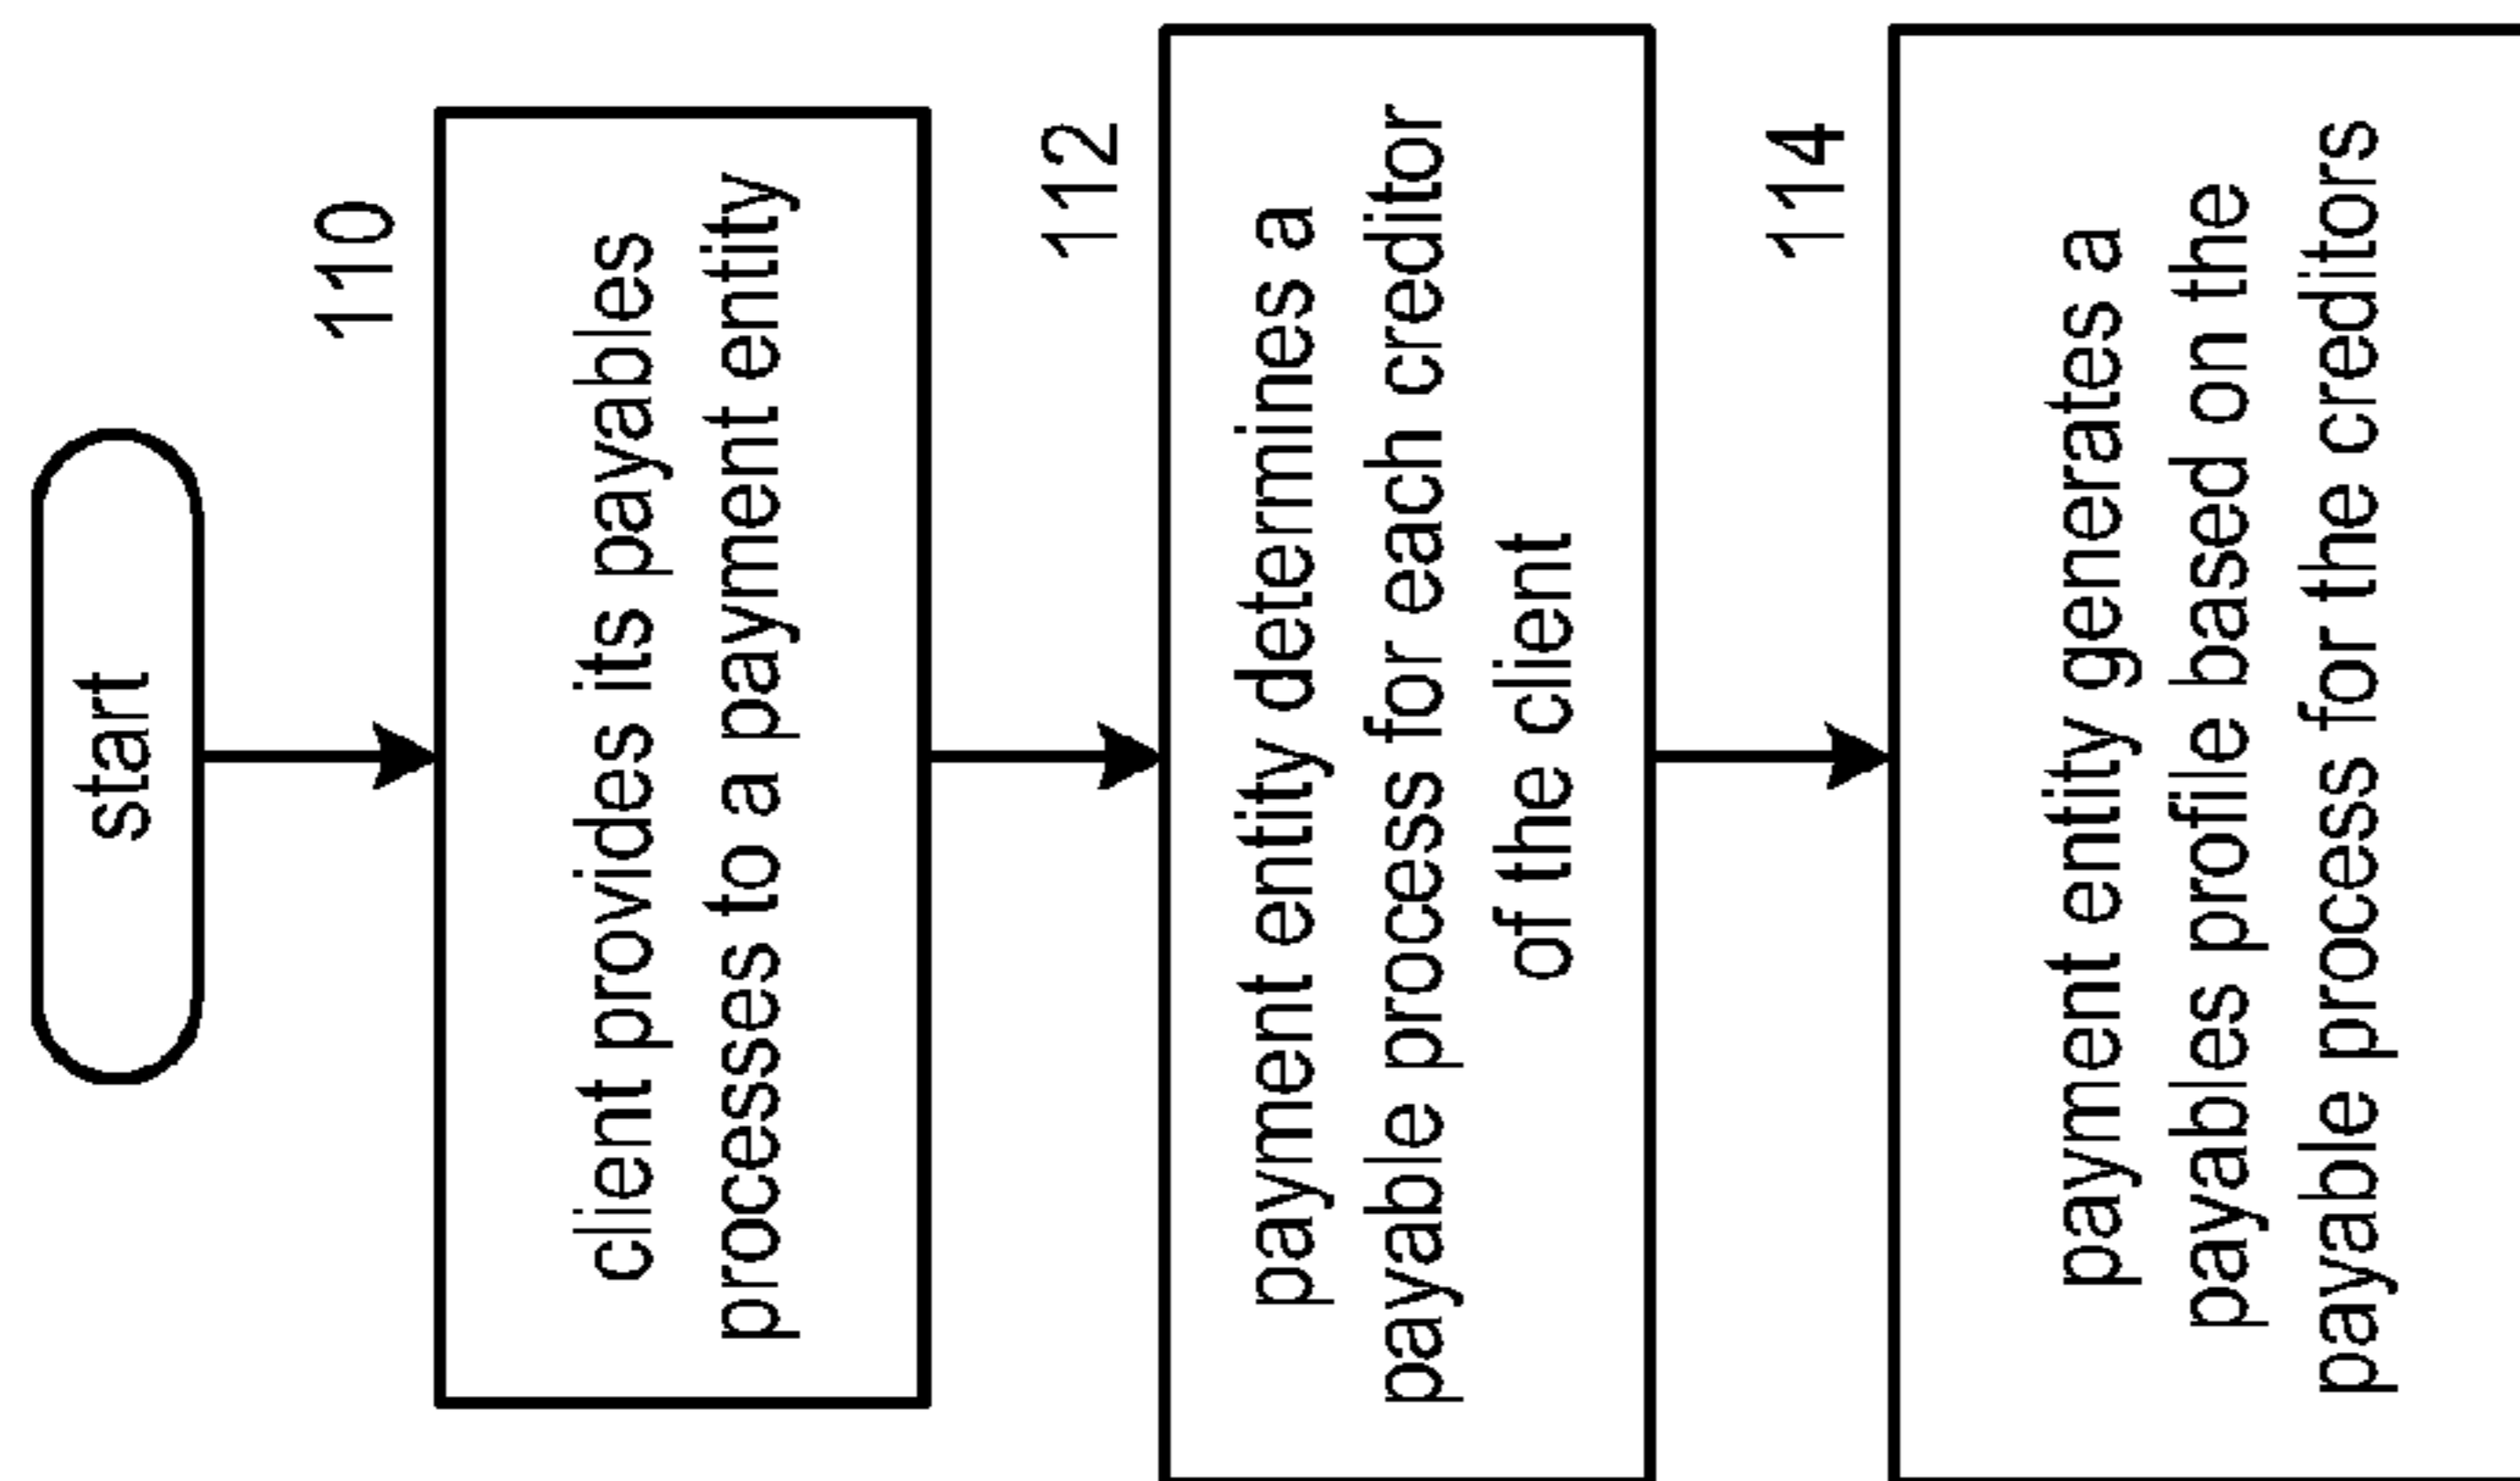 start
110
client provides its payables
processes to a payment entity
112
payment entity determines a
payable process for each creditor
of the client
114
payment entity generates a
payables profile based on the
payable process for the creditors